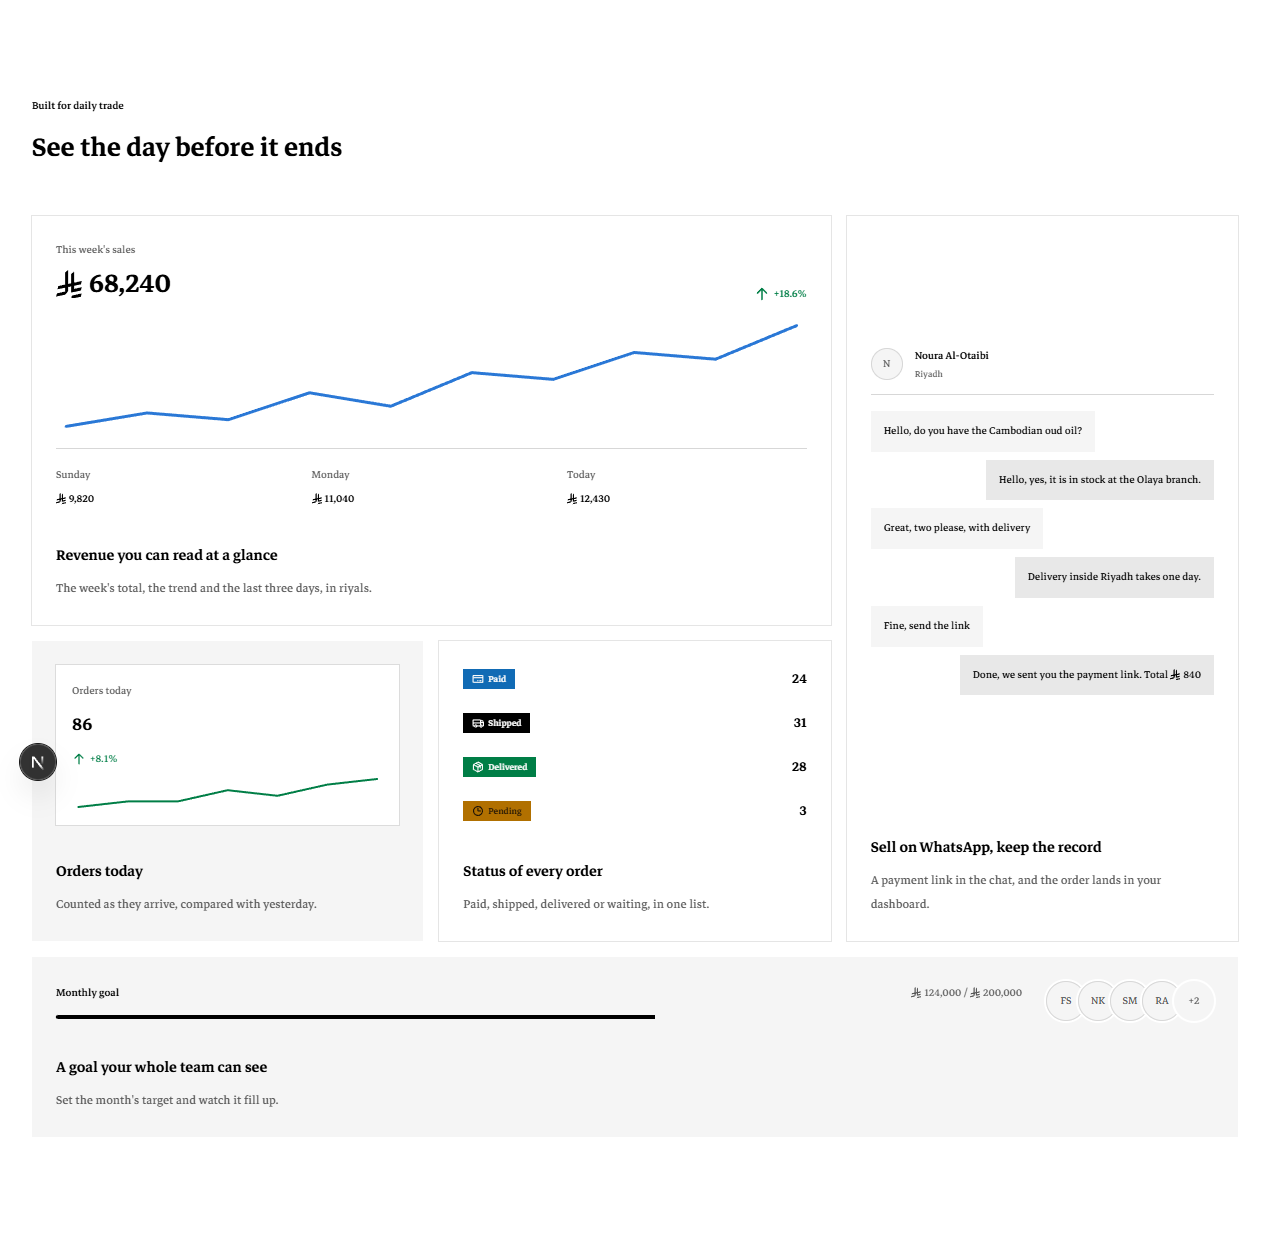 Built for daily trade
See the day before it ends
This week's sales
⃁ 68,240
+18.6%
Sunday
⃁ 9,820
Monday
⃁ 11,040
Today
⃁ 12,430
Revenue you can read at a glance
The week's total, the trend and the last three days, in riyals.
N
Noura Al-Otaibi
Riyadh
Hello, do you have the Cambodian oud oil?
Hello, yes, it is in stock at the Olaya branch.
Great, two please, with delivery
Delivery inside Riyadh takes one day.
Fine, send the link
Done, we sent you the payment link. Total ⃁ 840
Sell on WhatsApp, keep the record
A payment link in the chat, and the order lands in your
dashboard.
Orders today
86
+8.1%
N
Orders today
Counted as they arrive, compared with yesterday.
Paid
24
Shipped
31
Delivered
28
Pending
3
Status of every order
Paid, shipped, delivered or waiting, in one list.
Monthly goal
⃁ 124,000 / ⃁ 200,000
FS
NK
SM
RA
+2
A goal your whole team can see
Set the month's target and watch it fill up.